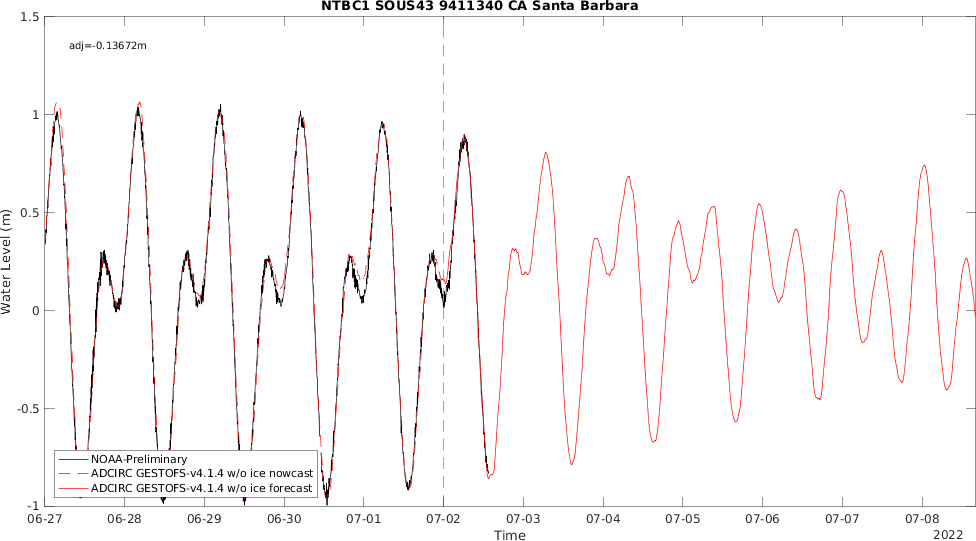 NTBC1 SOUS43 9411340 CA Santa Barbara
1.5
adj=-0.13672m
1
0.5
Water Level (m)
0
-0.5
NOAA-Preliminary
ADCIRC GESTOFS-v4.1.4 w/o ice nowcast
ADCIRC GESTOFS-v4.1.4 w/o ice forecast
-1
06-27 06-28 06-29 06-30 07-01 07-02 07-03 07-04 07-05 07-06 07-07 07-08
Time
2022